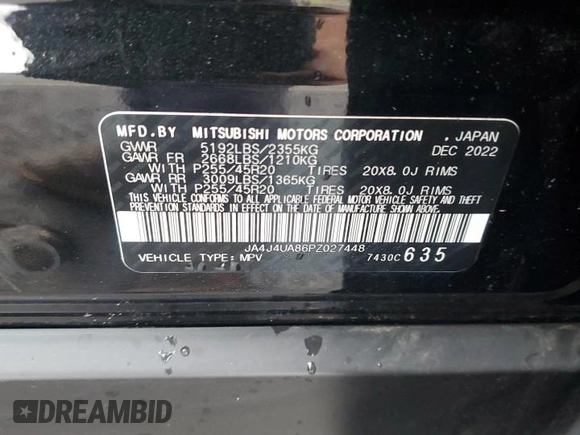 MFD.BY MITSUBISHI MOTORS CORPORATION , JAPAN
GVWR 5192LBS/2355KG DEC 2022
GAWR FR 2668LBS/1210KG
WITH P255/45R20 TIRES 20X8.0J RIMS
GAWR RR 3009LBS/1365KG
WITH P255/45R20 TIRES 20X8.0J RIMS
THIS VEHICLE CONFORMS TO ALL APPLICABLE FEDERAL MOTOR VEHICLE SAFETY AND THEFT
PREVENTION STANDARDS IN EFFECT ON THE DATE OF MANUFACTURE SHOWN ABOVE.
JA4J4UA86PZ027448
VEHICLE TYPE: MPV 7430C 635
DREAMBID